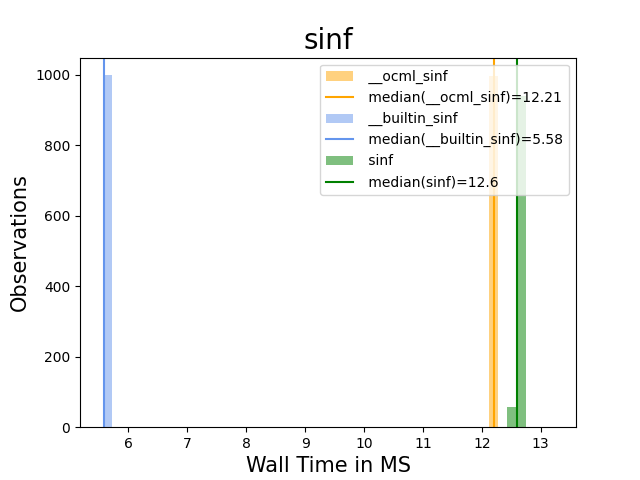 sinf
1000
800
600
400
200
0
Observations
__ocml_sinf
median(__ocml_sinf)=12.21
__builtin_sinf
median(__builtin_sinf)=5.58
sinf
median(sinf)=12.6
6 7 8 9 10 11 12 13
Wall Time in MS